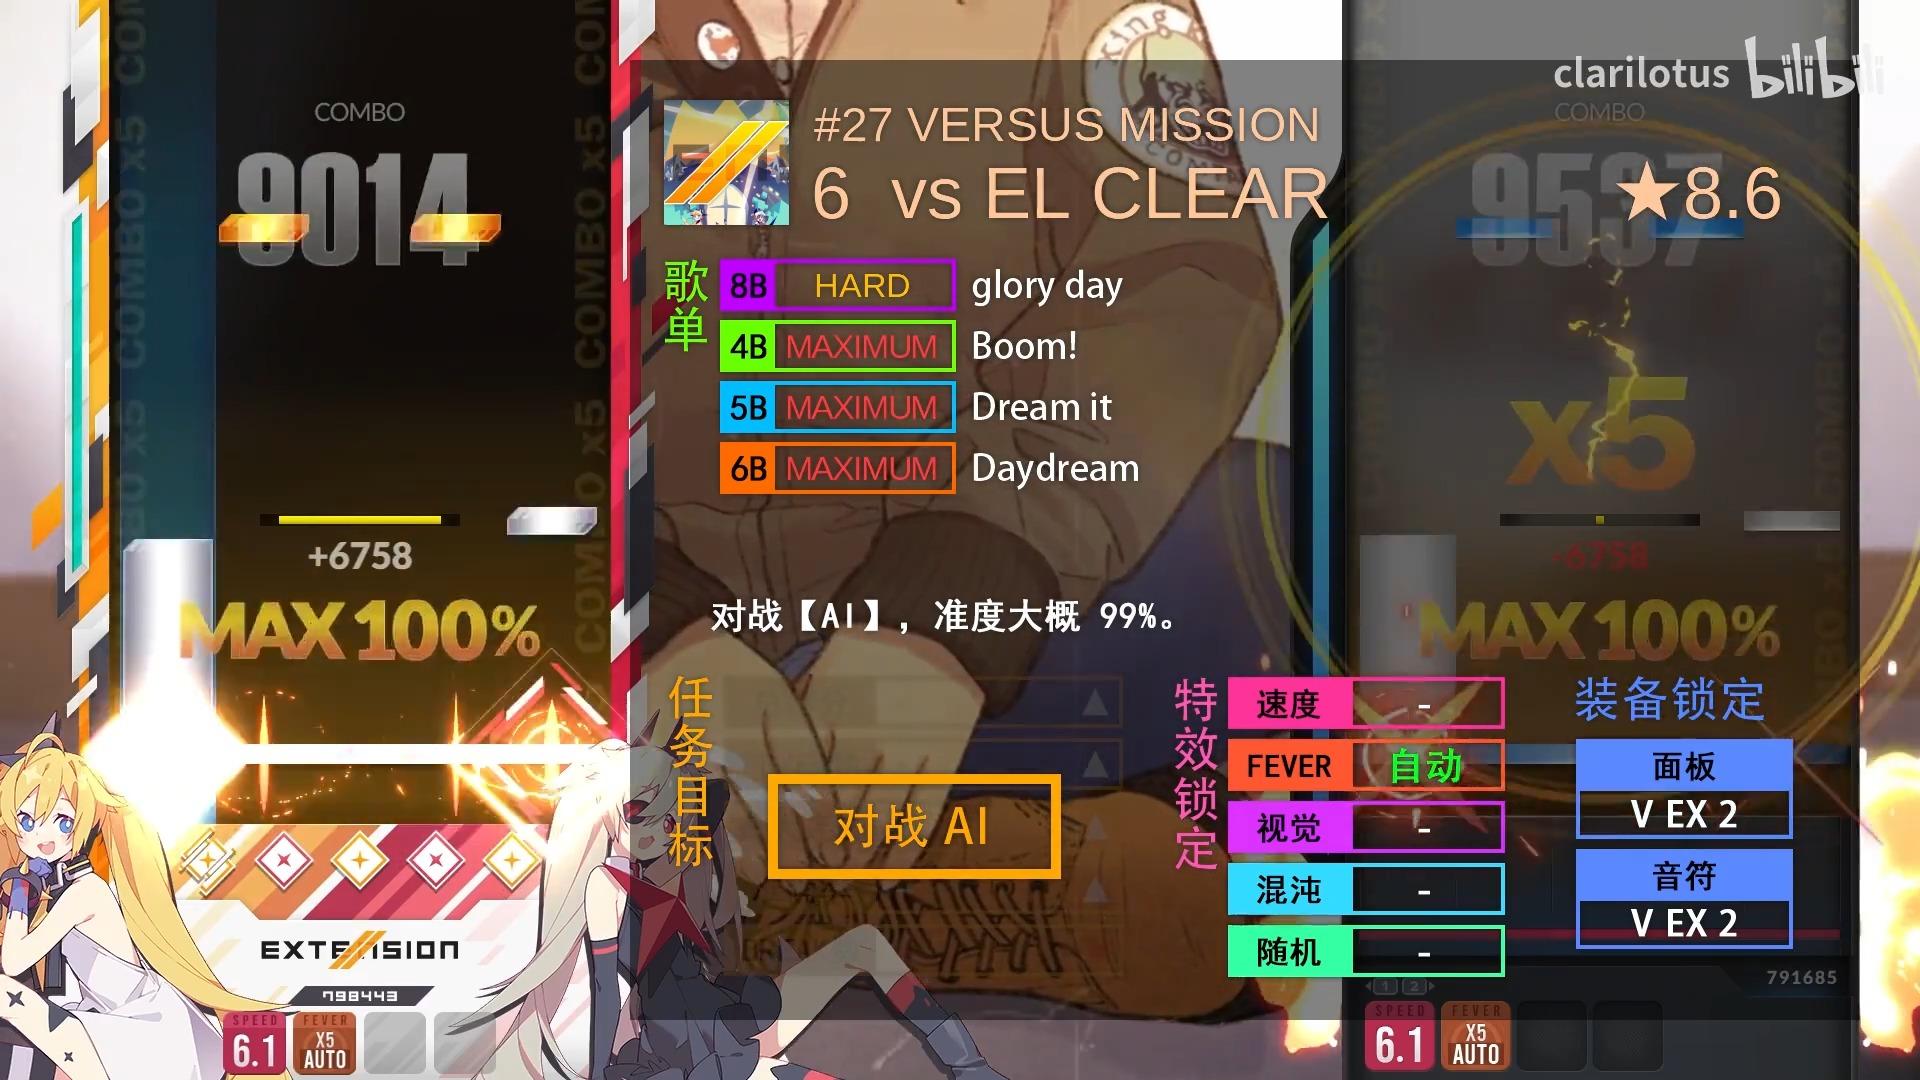 clarilotus bilibili
COMBO
9014
+6758
MAX 100%
EXTENSION
798443
SPEED
6.1
FEVER
X5
AUTO
#27 VERSUS MISSION
6 vs EL CLEAR
★8.6
歌单
8B HARD glory day
4B MAXIMUM Boom!
5B MAXIMUM Dream it
6B MAXIMUM Daydream
对战【AI】，准度大概 99%。
任务目标
对战 AI
特效锁定
速度 -
FEVER 自动
视觉 -
混沌 -
随机 -
装备锁定
面板
V EX 2
音符
V EX 2
COMBO
9537
x5
-6758
MAX 100%
791685
1 2
SPEED
6.1
FEVER
X5
AUTO